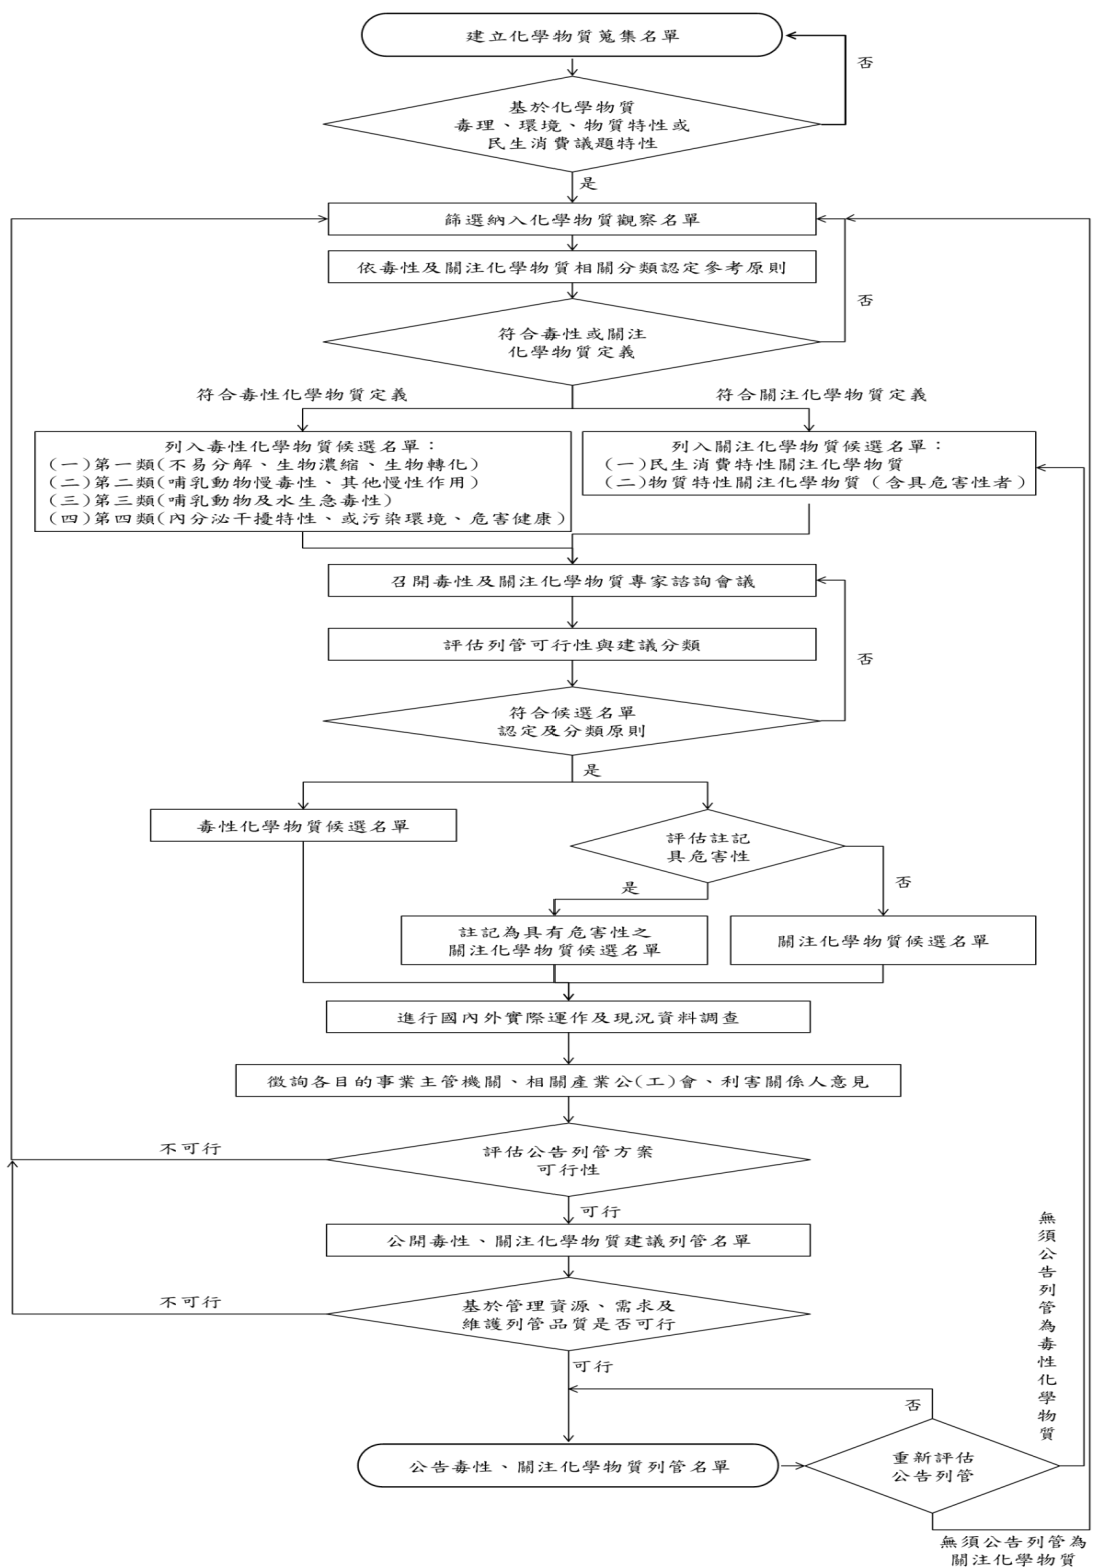 建立化學物質蒐集名單
否
基於化學物質
毒理、環境、物質特性或
民生消費議題特性
是
篩選納入化學物質觀察名單
依毒性及關注化學物質相關分類認定參考原則
否
符合毒性或關注
化學物質定義
符合毒性化學物質定義
符合關注化學物質定義
列入毒性化學物質候選名單：
(一)第一類(不易分解、生物濃縮、生物轉化)
(二)第二類(哺乳動物慢毒性、其他慢性作用)
(三)第三類(哺乳動物及水生急毒性)
(四)第四類(內分泌干擾特性、或污染環境、危害健康)
列入關注化學物質候選名單：
(一)民生消費特性關注化學物質
(二)物質特性關注化學物質（含具危害性者）
召開毒性及關注化學物質專家諮詢會議
評估列管可行性與建議分類
否
符合候選名單
認定及分類原則
是
毒性化學物質候選名單
評估註記
具危害性
是
否
註記為具有危害性之
關注化學物質候選名單
關注化學物質候選名單
進行國內外實際運作及現況資料調查
徵詢各目的事業主管機關、相關產業公(工)會、利害關係人意見
不可行
評估公告列管方案
可行性
可行
公開毒性、關注化學物質建議列管名單
不可行
基於管理資源、需求及
維護列管品質是否可行
可行
無須公告列管為毒性化學物質
否
公告毒性、關注化學物質列管名單
重新評估
公告列管
無須公告列管為
關注化學物質